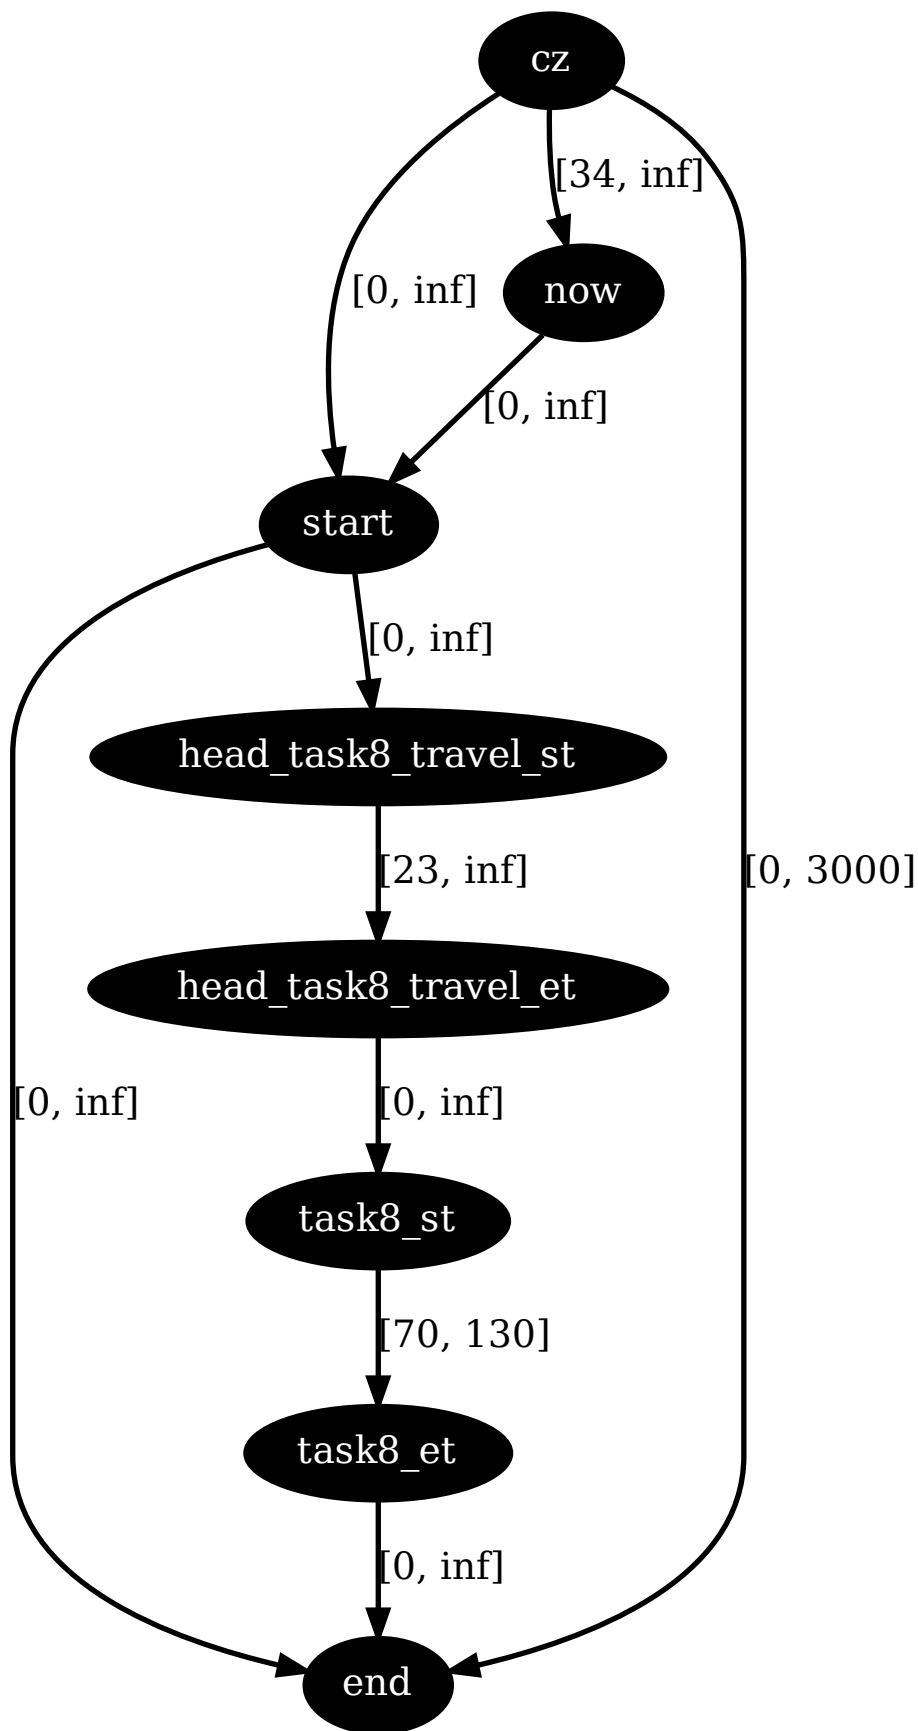 cz
[34, inf]
[0, inf]
now
[0, inf]
start
[0, inf]
head_task8_travel_st
[23, inf]
[0, 3000]
head_task8_travel_et
[0, inf]
[0, inf]
task8_st
[70, 130]
task8_et
[0, inf]
end